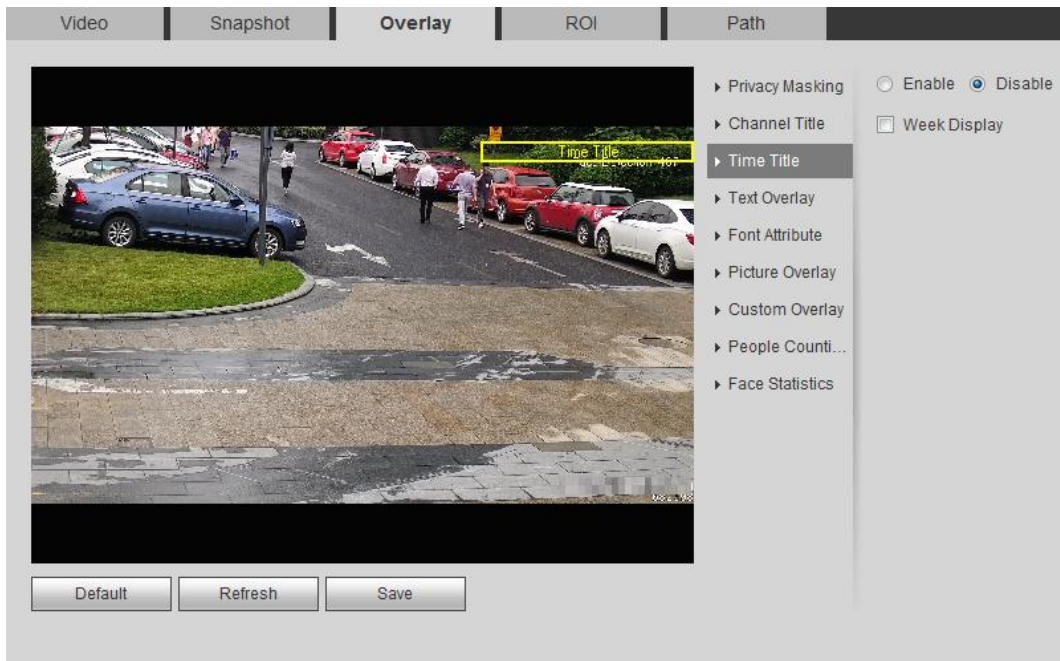 Video Snapshot Overlay ROI Path
Time Title
Privacy Masking
Channel Title
Time Title
Text Overlay
Font Attribute
Picture Overlay
Custom Overlay
People Counti...
Face Statistics
Enable Disable
Week Display
Default Refresh Save